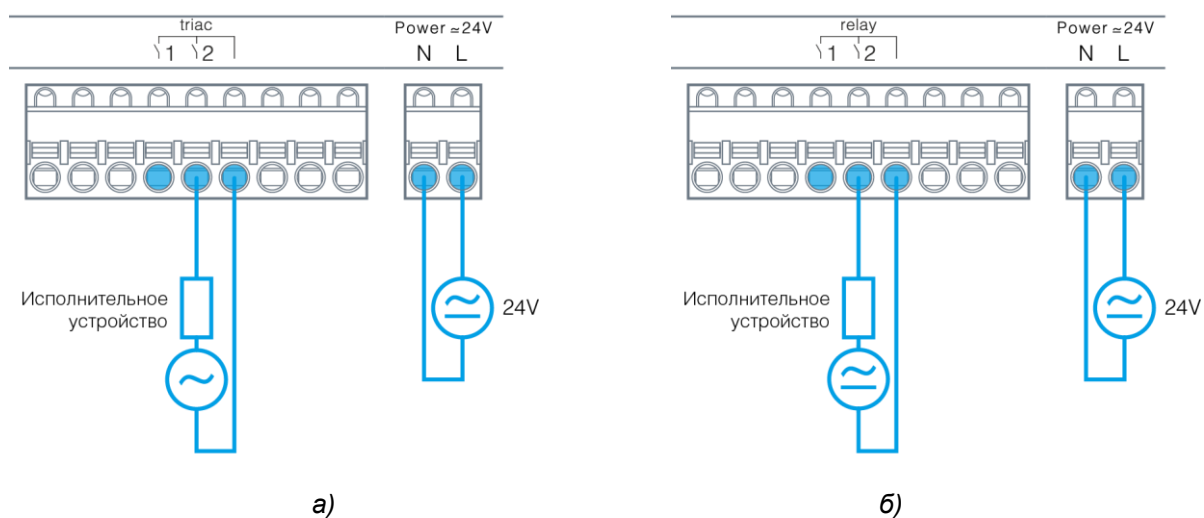 triac
1 2
Power ≃24V
N L
Исполнительное
устройство
24V
а)
relay
1 2
Power ≃24V
N L
Исполнительное
устройство
24V
б)